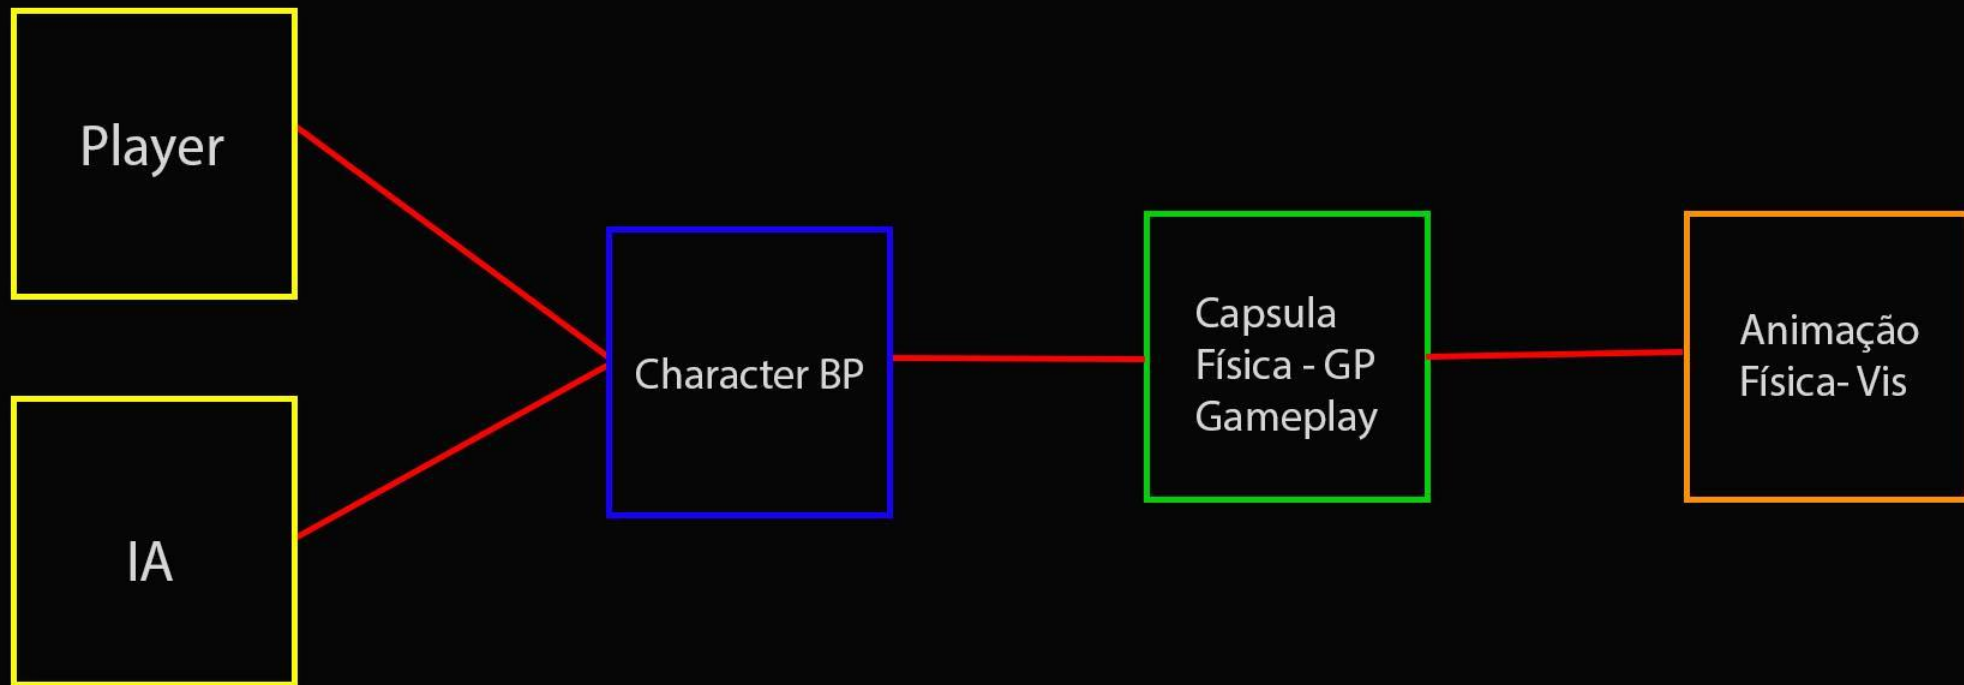 Player
IA
Character BP
Capsula
Física - GP
Gameplay
Animação
Física- Vis